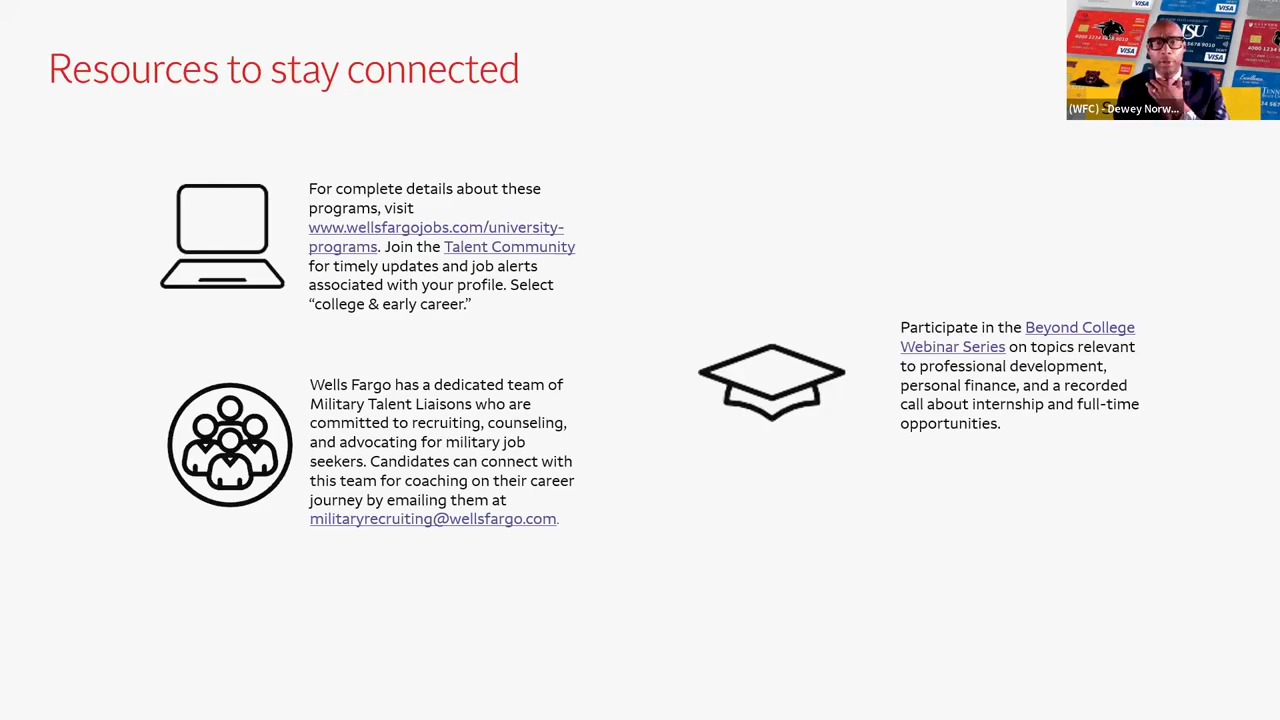 Resources to stay connected
For complete details about these
programs, visit
www.wellsfargojobs.com/university-
programs. Join the Talent Community
for timely updates and job alerts
associated with your profile. Select
“college & early career.”
Wells Fargo has a dedicated team of
Military Talent Liaisons who are
committed to recruiting, counseling,
and advocating for military job
seekers. Candidates can connect with
this team for coaching on their career
journey by emailing them at
militaryrecruiting@wellsfargo.com.
Participate in the Beyond College
Webinar Series on topics relevant
to professional development,
personal finance, and a recorded
call about internship and full-time
opportunities.
VISA
VISA
VISA
(WFC) - Dewey Norw...